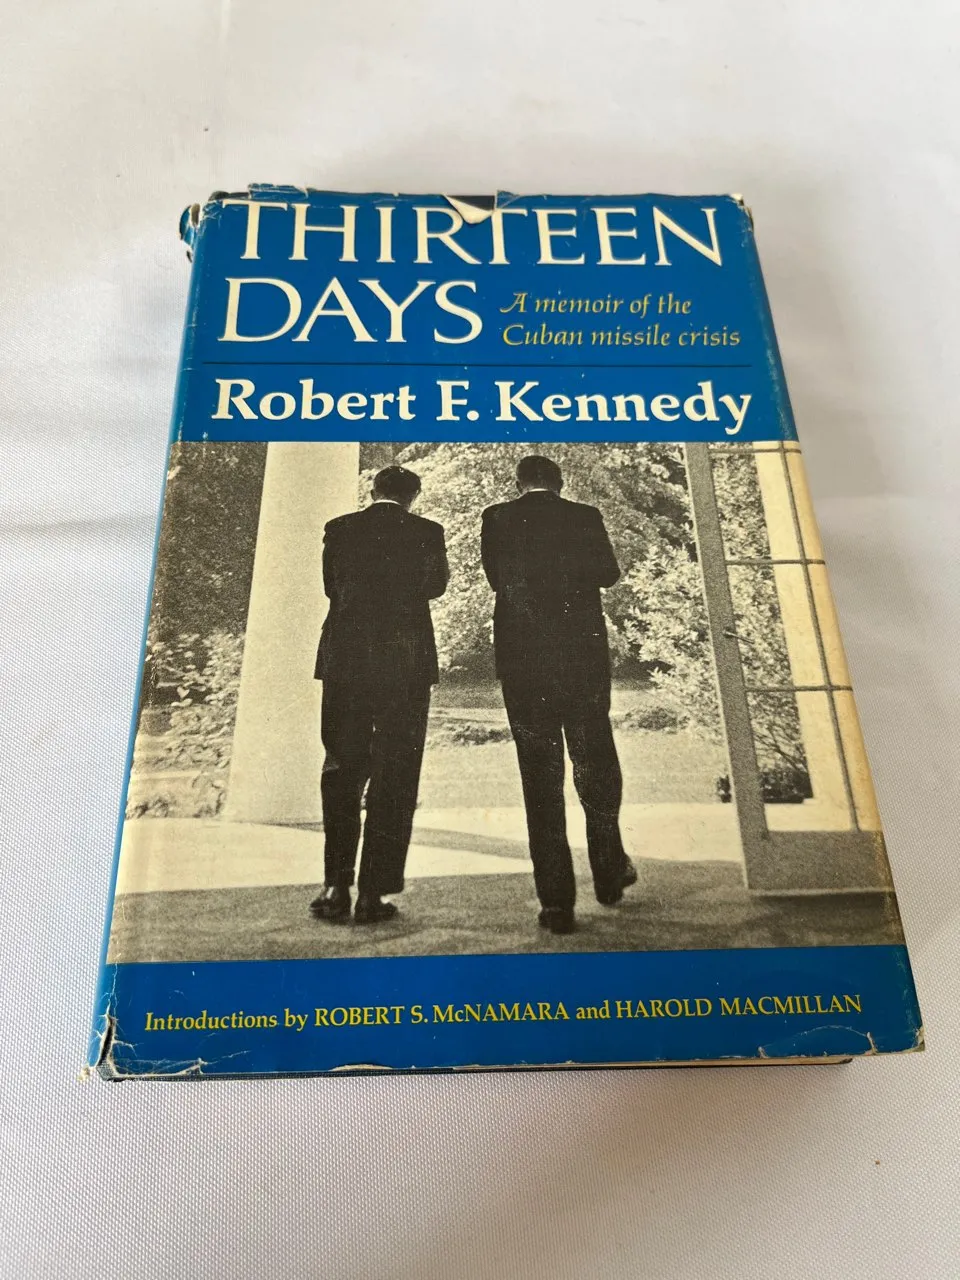 THIRTEEN
DAYS
A memoir of the
Cuban missile crisis
Robert F. Kennedy
Introductions by ROBERT S. McNAMARA and HAROLD MACMILLAN